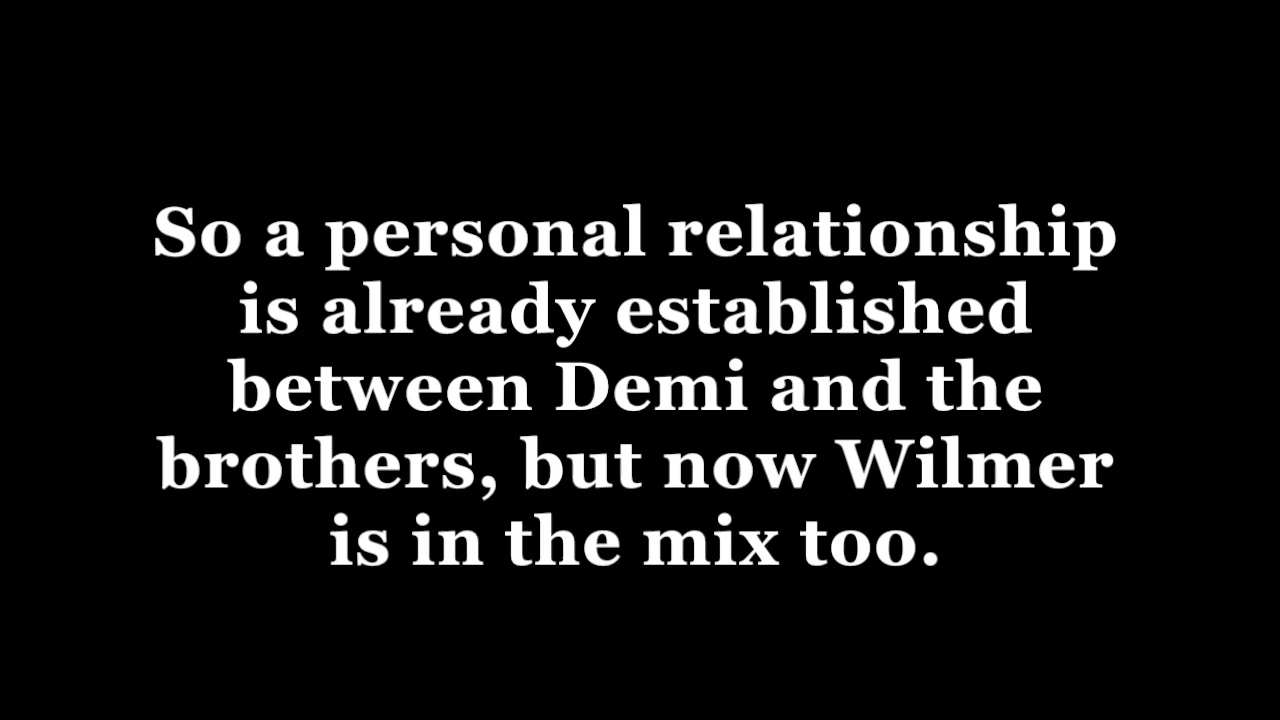 So a personal relationship
is already established
between Demi and the
brothers, but now Wilmer
is in the mix too.